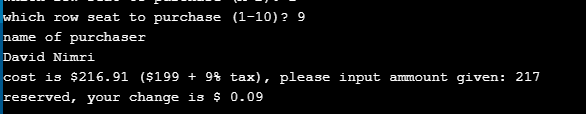 which row seat to purchase (1-10)? 9
name of purchaser
David Nimri
cost is $216.91 ($199 + 9% tax), please input ammount given: 217
reserved, your change is $ 0.09